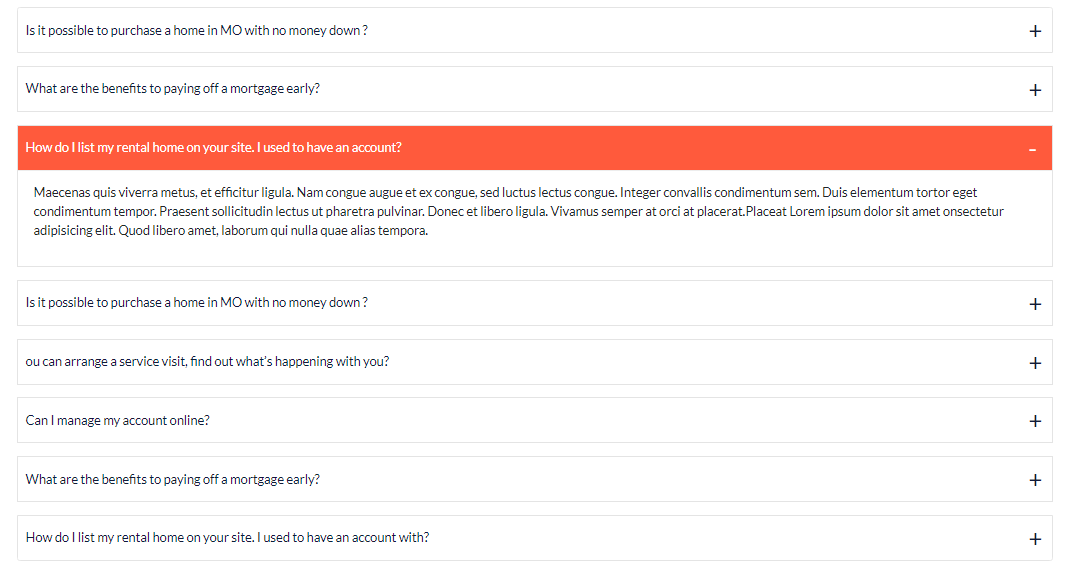 Is it possible to purchase a home in MO with no money down ?
What are the benefits to paying off a mortgage early?
How do I list my rental home on your site. I used to have an account?
Maecenas quis viverra metus, et efficitur ligula. Nam congue augue et ex congue, sed luctus lectus congue. Integer convallis condimentum sem. Duis elementum tortor eget
condimentum tempor. Praesent sollicitudin lectus ut pharetra pulvinar. Donec et libero ligula. Vivamus semper at orci at placerat.Placeat Lorem ipsum dolor sit amet onsectetur
adipisicing elit. Quod libero amet, laborum qui nulla quae alias tempora.
Is it possible to purchase a home in MO with no money down ?
ou can arrange a service visit, find out what's happening with you?
Can I manage my account online?
What are the benefits to paying off a mortgage early?
How do I list my rental home on your site. I used to have an account with?